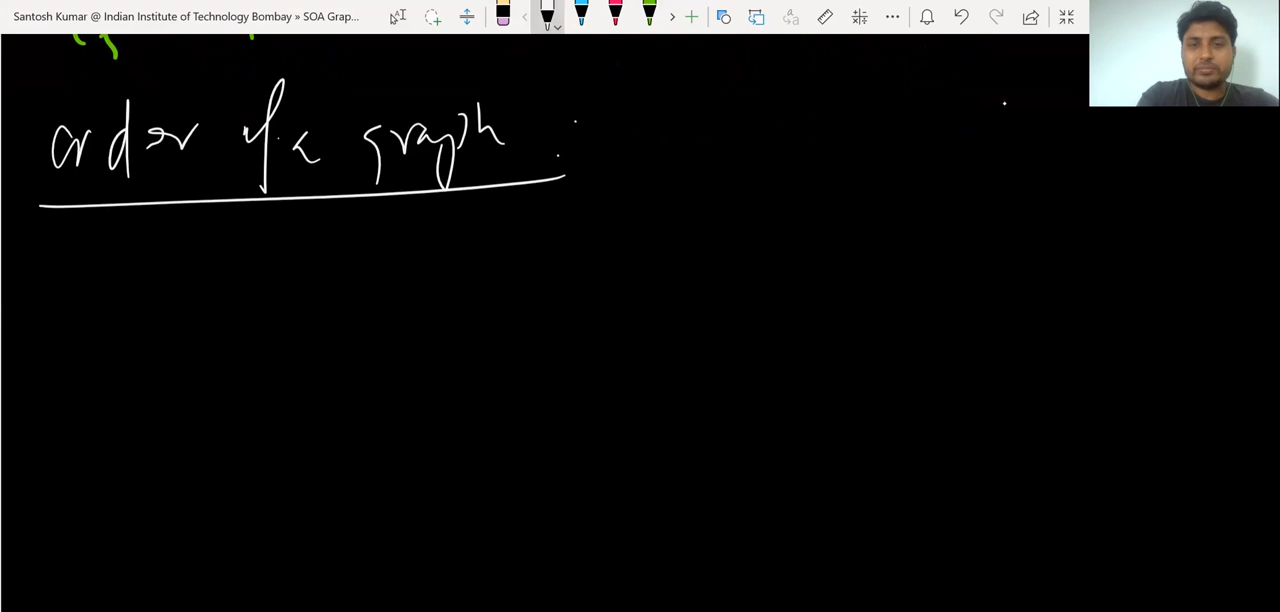 Santosh Kumar @ Indian Institute of Technology Bombay » SOA Grap...
order of a graph :